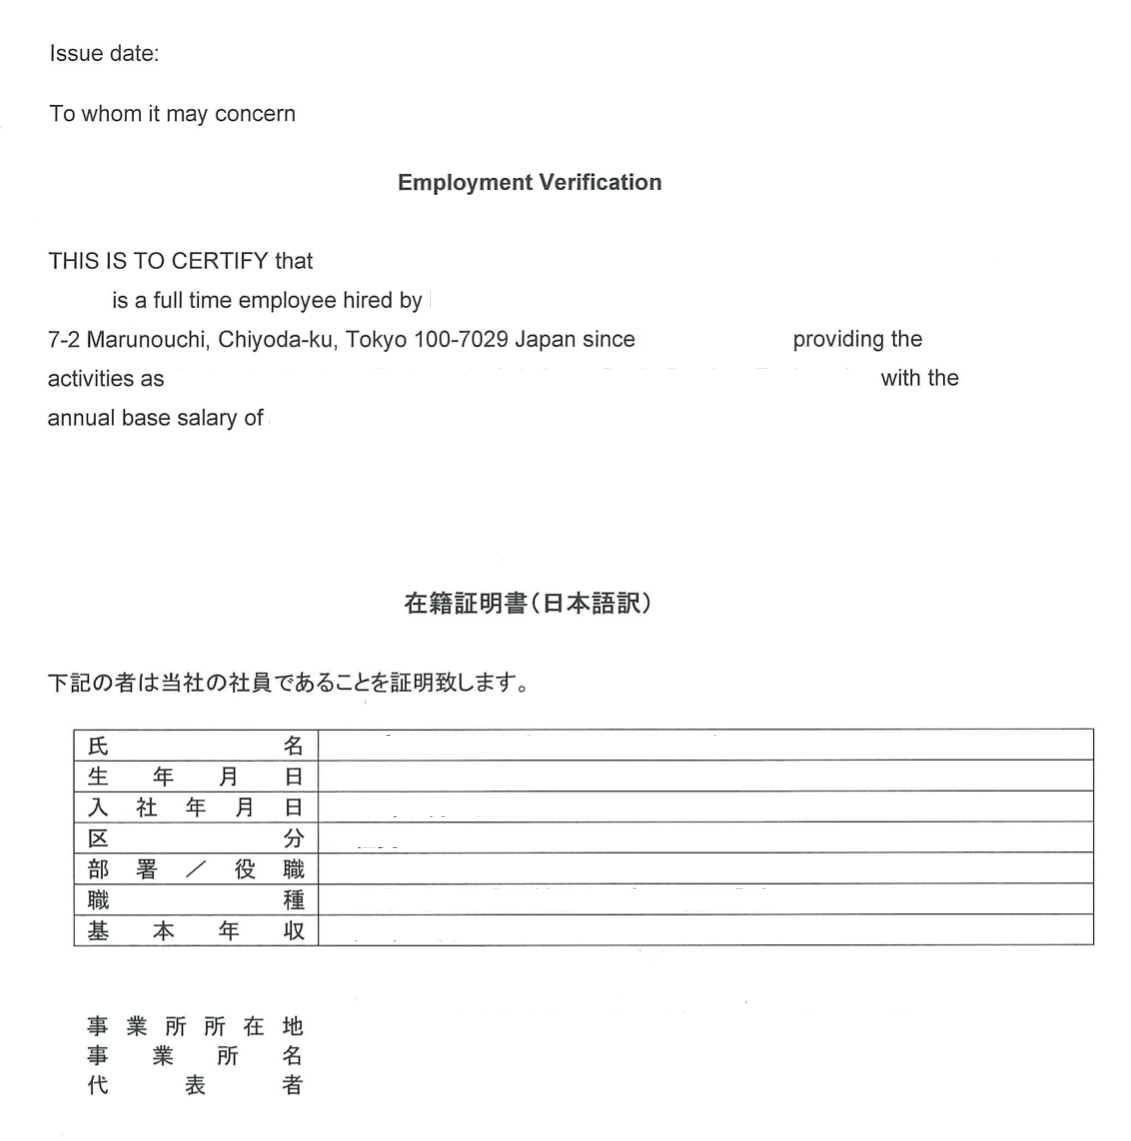 Issue date:
To whom it may concern
Employment Verification
THIS IS TO CERTIFY that
is a full time employee hired by
7-2 Marunouchi, Chiyoda-ku, Tokyo 100-7029 Japan since providing the
activities as with the
annual base salary of
在籍証明書(日本語訳)
下記の者は当社の社員であることを証明致します。
氏名
生年月日
入社年月日
区分
部署／役職
職種
基本年収
事業所所在地
事業所名
代表者